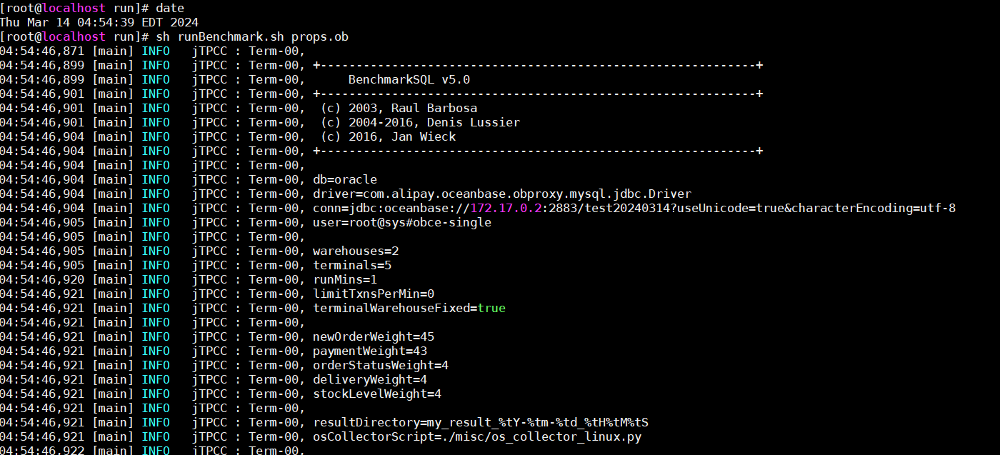 [root@localhost run]# date
Thu Mar 14 04:54:39 EDT 2024
[root@localhost run]# sh runBenchmark.sh props.ob
04:54:46,871 [main] INFO   jTPCC : Term-00,
04:54:46,899 [main] INFO   jTPCC : Term-00, +-------------------------------------------------------------+
04:54:46,899 [main] INFO   jTPCC : Term-00,      BenchmarkSQL v5.0
04:54:46,901 [main] INFO   jTPCC : Term-00, +-------------------------------------------------------------+
04:54:46,901 [main] INFO   jTPCC : Term-00,  (c) 2003, Raul Barbosa
04:54:46,901 [main] INFO   jTPCC : Term-00,  (c) 2004-2016, Denis Lussier
04:54:46,904 [main] INFO   jTPCC : Term-00,  (c) 2016, Jan Wieck
04:54:46,904 [main] INFO   jTPCC : Term-00, +-------------------------------------------------------------+
04:54:46,904 [main] INFO   jTPCC : Term-00,
04:54:46,904 [main] INFO   jTPCC : Term-00, db=oracle
04:54:46,904 [main] INFO   jTPCC : Term-00, driver=com.alipay.oceanbase.obproxy.mysql.jdbc.Driver
04:54:46,904 [main] INFO   jTPCC : Term-00, conn=jdbc:oceanbase://172.17.0.2:2883/test20240314?useUnicode=true&characterEncoding=utf-8
04:54:46,905 [main] INFO   jTPCC : Term-00, user=root@sys#obce-single
04:54:46,905 [main] INFO   jTPCC : Term-00,
04:54:46,905 [main] INFO   jTPCC : Term-00, warehouses=2
04:54:46,905 [main] INFO   jTPCC : Term-00, terminals=5
04:54:46,920 [main] INFO   jTPCC : Term-00, runMins=1
04:54:46,921 [main] INFO   jTPCC : Term-00, limitTxnsPerMin=0
04:54:46,921 [main] INFO   jTPCC : Term-00, terminalWarehouseFixed=true
04:54:46,921 [main] INFO   jTPCC : Term-00,
04:54:46,921 [main] INFO   jTPCC : Term-00, newOrderWeight=45
04:54:46,921 [main] INFO   jTPCC : Term-00, paymentWeight=43
04:54:46,921 [main] INFO   jTPCC : Term-00, orderStatusWeight=4
04:54:46,921 [main] INFO   jTPCC : Term-00, deliveryWeight=4
04:54:46,921 [main] INFO   jTPCC : Term-00, stockLevelWeight=4
04:54:46,921 [main] INFO   jTPCC : Term-00,
04:54:46,921 [main] INFO   jTPCC : Term-00, resultDirectory=my_result_%tY-%tm-%td_%tH%tM%tS
04:54:46,921 [main] INFO   jTPCC : Term-00, osCollectorScript=./misc/os_collector_linux.py
04:54:46,922 [main] INFO   jTPCC : Term-00,